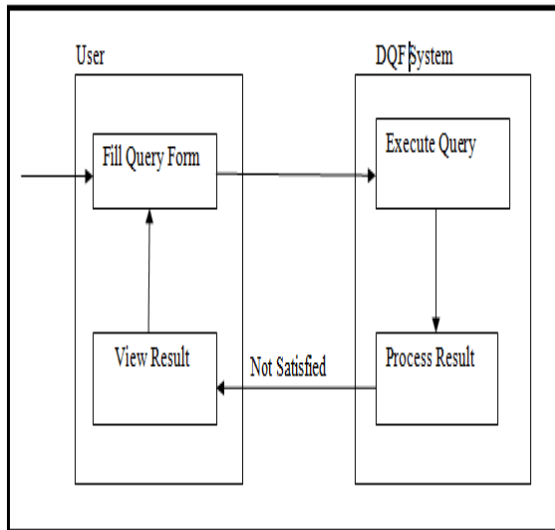 User
DQF System
Fill Query Form
Execute Query
View Result
Not Satisfied
Process Result